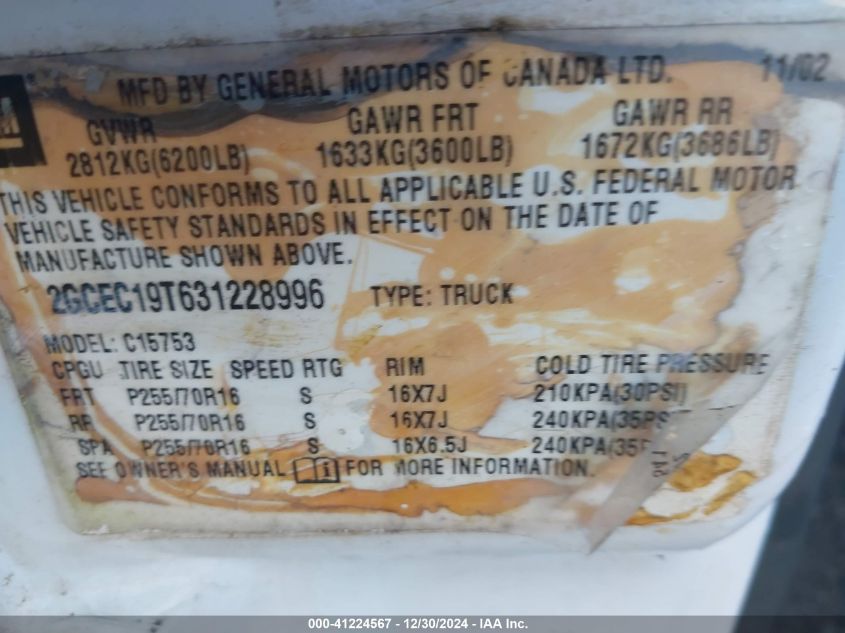 MFD BY GENERAL MOTORS OF CANADA LTD. 11/02
GM
GVWR GAWR FRT GAWR RR
2812KG(6200LB) 1633KG(3600LB) 1672KG(3686LB)
THIS VEHICLE CONFORMS TO ALL APPLICABLE U.S. FEDERAL MOTOR
VEHICLE SAFETY STANDARDS IN EFFECT ON THE DATE OF
MANUFACTURE SHOWN ABOVE.
2GCEC19T631228996 TYPE: TRUCK
MODEL: C15753
CPGU TIRE SIZE SPEED RTG RIM COLD TIRE PRESSURE
FRT P255/70R16 S 16X7J 210KPA(30PSI)
RR P255/70R16 S 16X7J 240KPA(35PS
SPA P255/70R16 S 16X6.5J 240KPA(35
SEE OWNER'S MANUAL i FOR MORE INFORMATION.
000-41224567 - 12/30/2024 - IAA Inc.